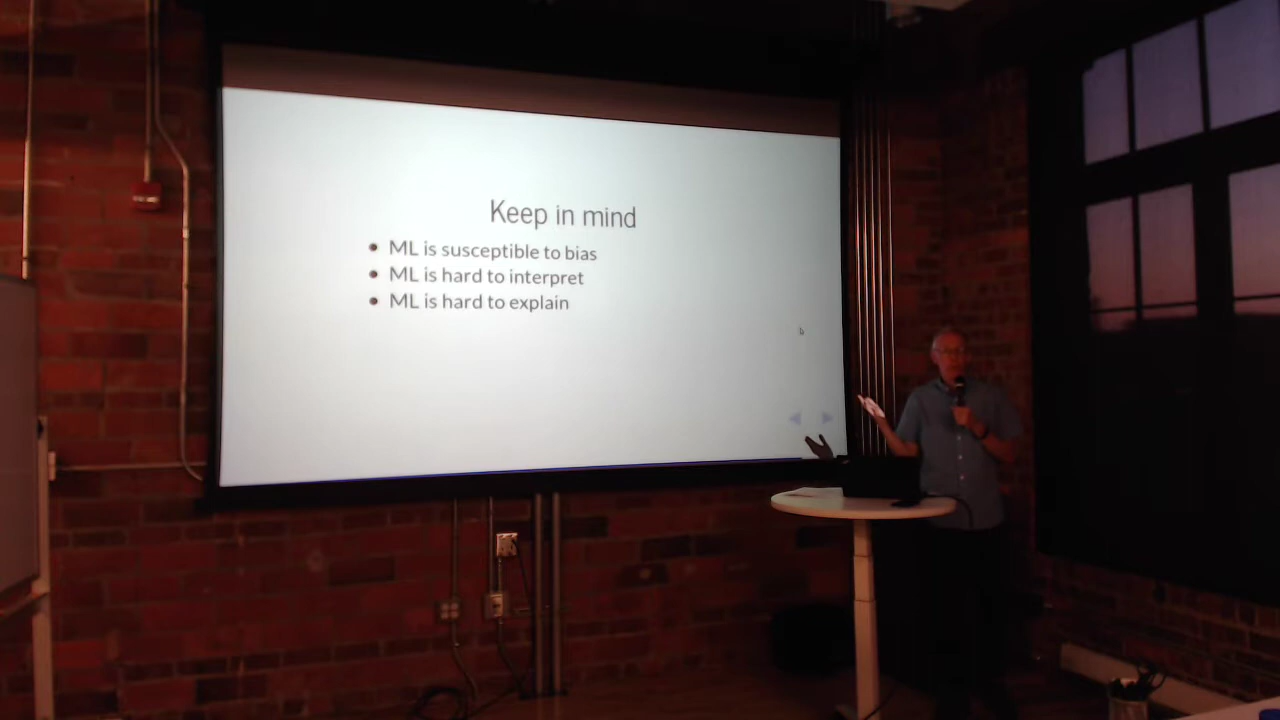 Keep in mind
• ML is susceptible to bias
• ML is hard to interpret
• ML is hard to explain